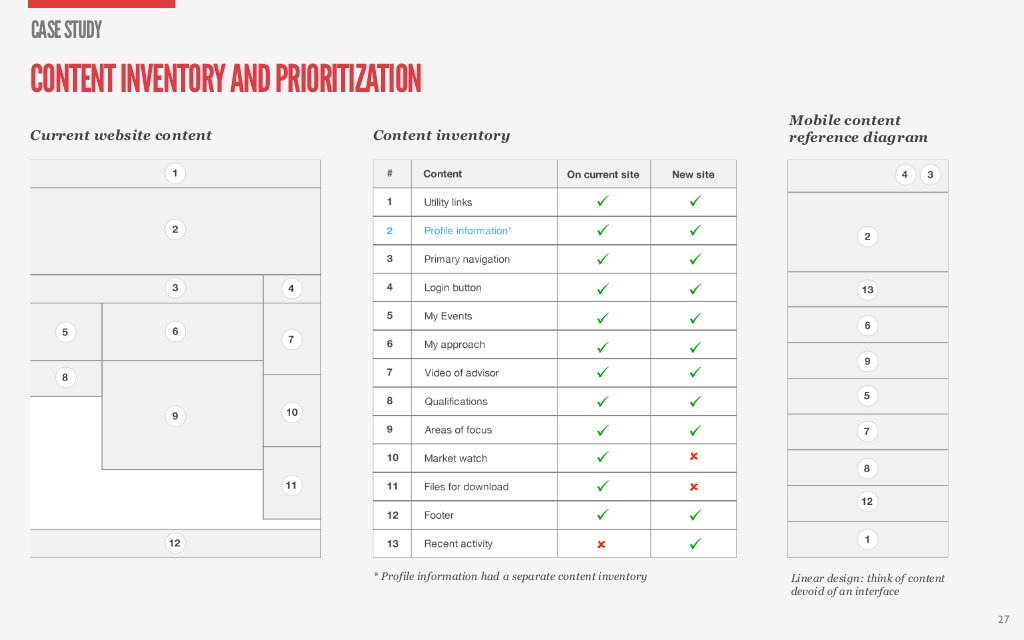 CASE STUDY
CONTENT INVENTORY AND PRIORITIZATION
Current website content
1
2
3
4
5
6
7
8
9
10
11
12
Content inventory
# Content On current site New site
1 Utility links ✓ ✓
2 Profile information* ✓ ✓
3 Primary navigation ✓ ✓
4 Login button ✓ ✓
5 My Events ✓ ✓
6 My approach ✓ ✓
7 Video of advisor ✓ ✓
8 Qualifications ✓ ✓
9 Areas of focus ✓ ✓
10 Market watch ✓ ✘
11 Files for download ✓ ✘
12 Footer ✓ ✓
13 Recent activity ✘ ✓
* Profile information had a separate content inventory
Mobile content
reference diagram
4 3
2
13
6
9
5
7
8
12
1
Linear design: think of content
devoid of an interface
27